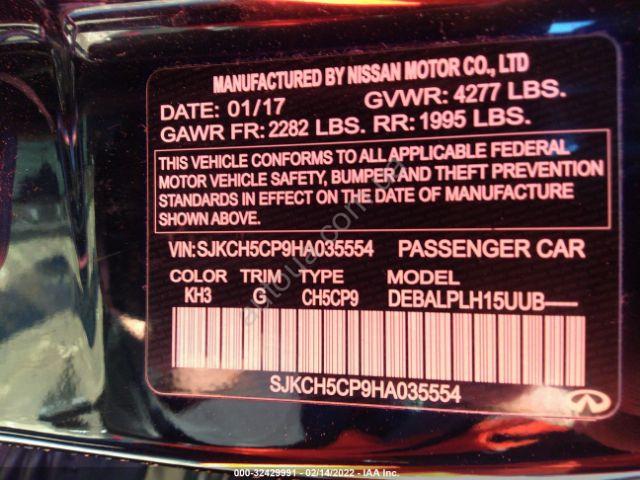 MANUFACTURED BY NISSAN MOTOR CO., LTD
DATE: 01/17 GVWR: 4277 LBS.
GAWR FR: 2282 LBS. RR: 1995 LBS.
THIS VEHICLE CONFORMS TO ALL APPLICABLE FEDERAL
MOTOR VEHICLE SAFETY, BUMPER AND THEFT PREVENTION
STANDARDS IN EFFECT ON THE DATE OF MANUFACTURE
SHOWN ABOVE.
VIN: SJKCH5CP9HA035554 PASSENGER CAR
COLOR TRIM TYPE MODEL
KH3 G CH5CP9 DEBALPLH15UUB-----
SJKCH5CP9HA035554
autoua.com.ua
000-32429991 - 02/14/2022 - IAA Inc.